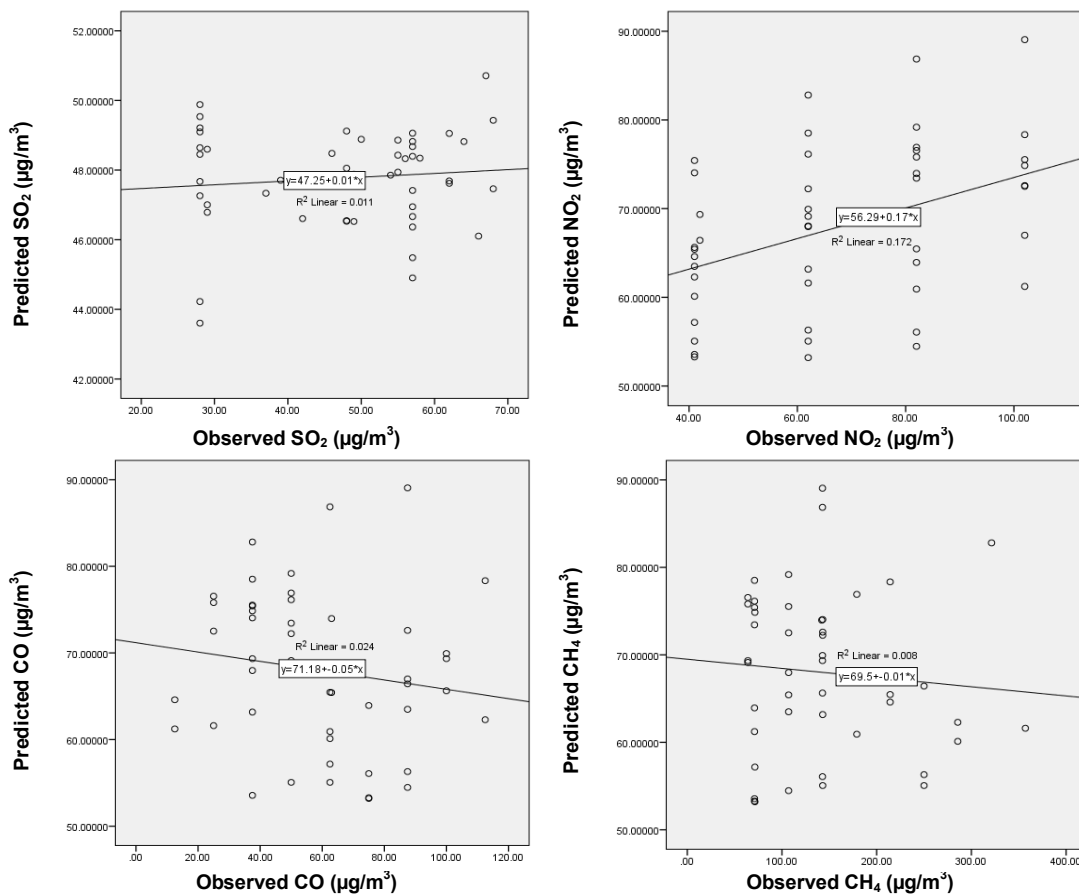 Predicted SO₂ (µg/m³)
52.00000
50.00000
48.00000
46.00000
44.00000
42.00000
y=47.25+0.01*x
R² Linear = 0.011
20.00 30.00 40.00 50.00 60.00 70.00
Observed SO₂ (µg/m³)
Predicted NO₂ (µg/m³)
90.00000
80.00000
70.00000
60.00000
50.00000
y=56.29+0.17*x
R² Linear = 0.172
40.00 60.00 80.00 100.00
Observed NO₂ (µg/m³)
Predicted CO (µg/m³)
90.00000
80.00000
70.00000
60.00000
50.00000
R² Linear = 0.024
y=71.18+-0.05*x
.00 20.00 40.00 60.00 80.00 100.00 120.00
Observed CO (µg/m³)
Predicted CH₄ (µg/m³)
90.00000
80.00000
70.00000
60.00000
50.00000
R² Linear = 0.008
y=69.5+-0.01*x
.00 100.00 200.00 300.00 400.00
Observed CH₄ (µg/m³)